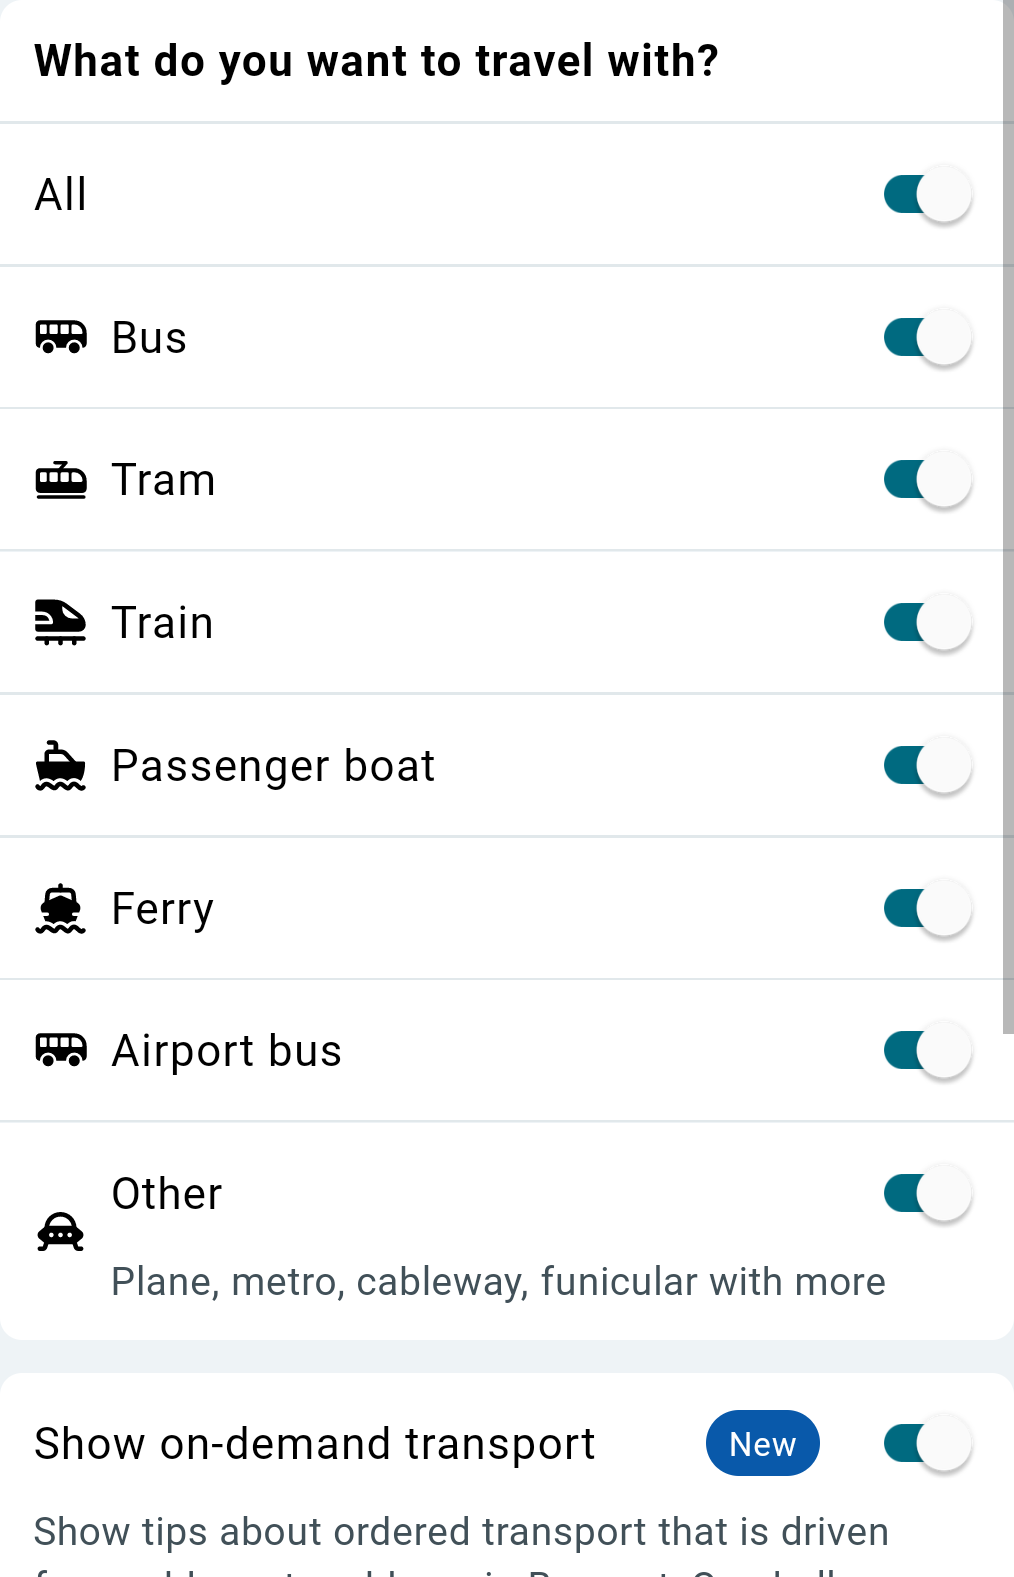 What do you want to travel with?
All
Bus
Tram
Train
Passenger boat
Ferry
Airport bus
Other
Plane, metro, cableway, funicular with more
Show on-demand transport
New
Show tips about ordered transport that is driven